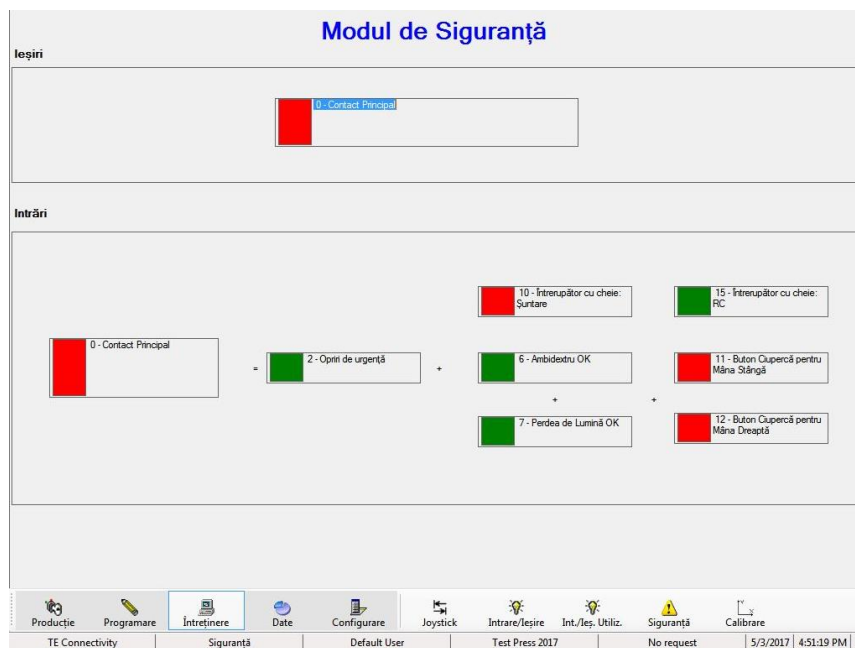 Modul de Siguranță
Ieșiri
0 - Contact Principal
Intrări
10 - Întrerupător cu cheie:
Șuntare
15 - Întrerupător cu cheie:
RC
0 - Contact Principal
=
2 - Opriri de urgență
+
6 - Ambidextru OK
11 - Buton Ciupercă pentru
Mâna Stângă
+
+
7 - Perdea de Lumină OK
12 - Buton Ciupercă pentru
Mâna Dreaptă
Producție
Programare
Întreținere
Date
Configurare
Joystick
Intrare/Ieșire
Int./Ieș. Utiliz.
Siguranță
Calibrare
TE Connectivity
Siguranță
Default User
Test Press 2017
No request
5/3/2017
4:51:19 PM